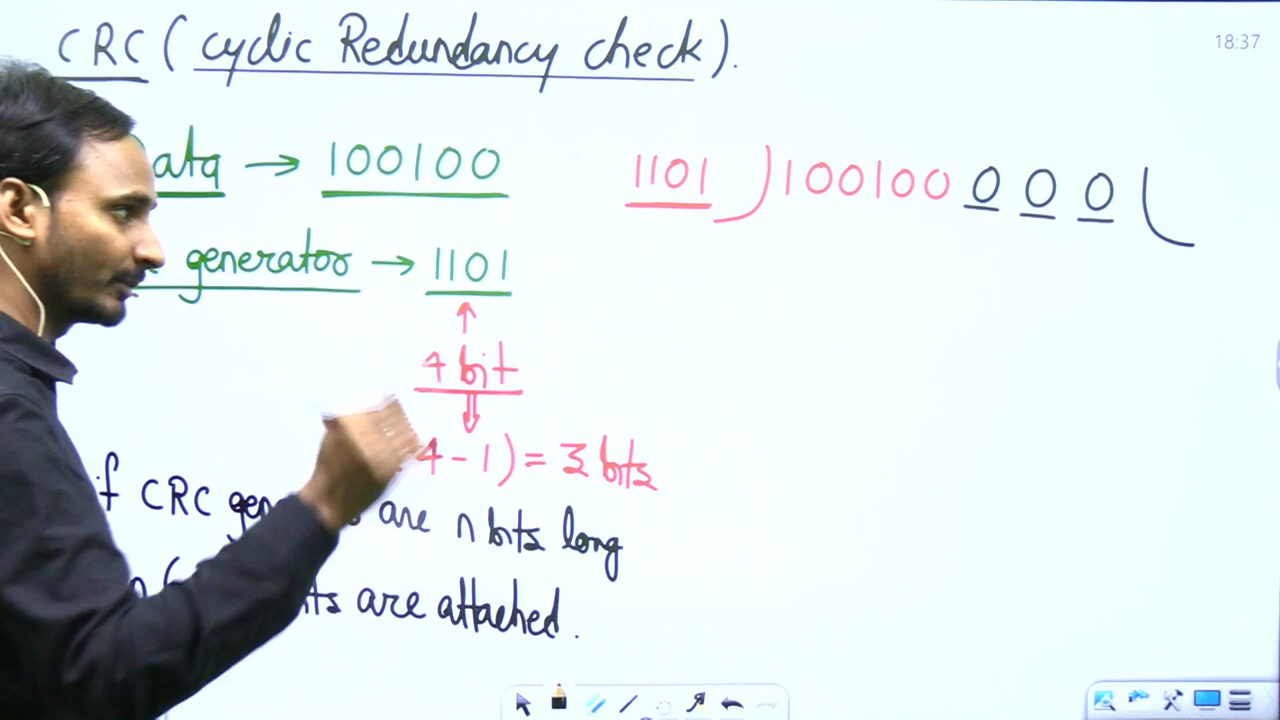 CRC (cyclic Redundancy check).
18:37
ata → 100100
generator → 1101
4 bit
4 - 1) = 3 bits
if CRC are n bits long
are attached.
1101 ) 100100 0 0 0 (